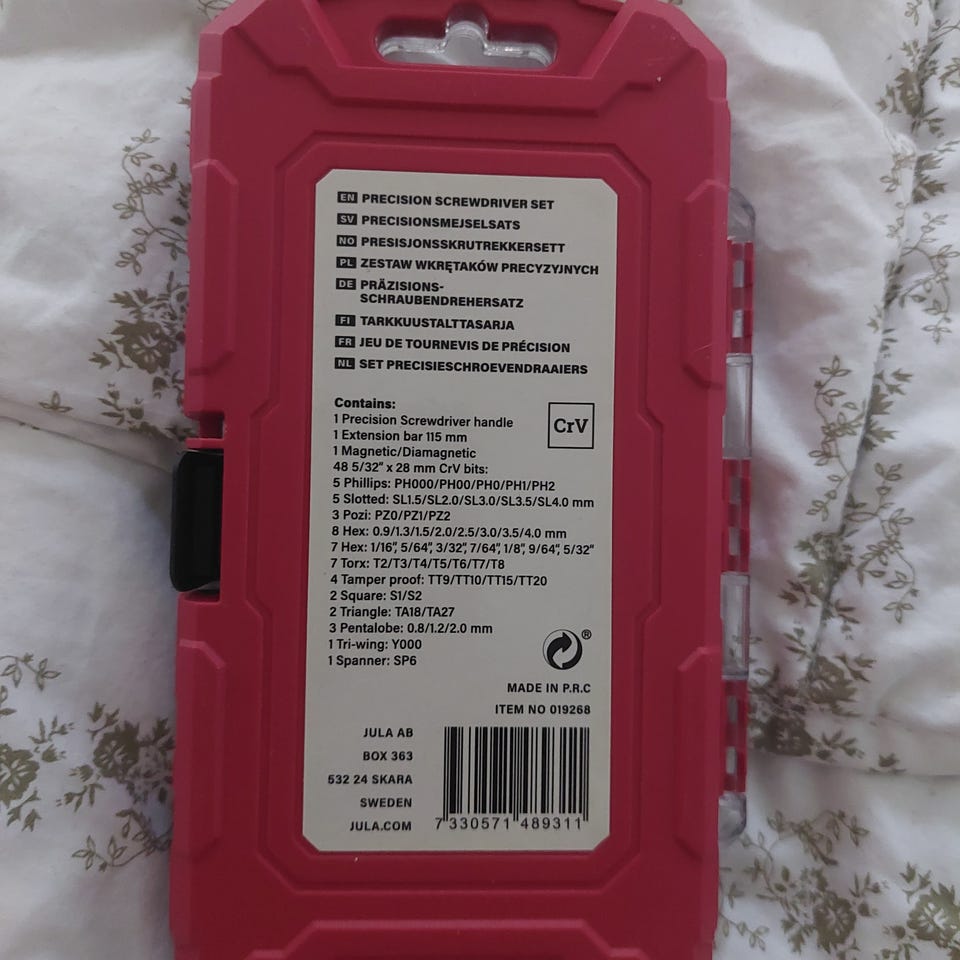 EN PRECISION SCREWDRIVER SET
SV PRECISIONSMEJSELSATS
NO PRESISJONSSKRUTREKKERSETT
PL ZESTAW WKRĘTAKÓW PRECYZYJNYCH
DE PRÄZISIONS-
SCHRAUBENDREHERSATZ
FI TARKKUUSTALTTASARJA
FR JEU DE TOURNEVIS DE PRÉCISION
NL SET PRECISIESCHROEVENDRAAIERS
Contains:
1 Precision Screwdriver handle
1 Extension bar 115 mm
1 Magnetic/Diamagnetic
CrV
48 5/32" x 28 mm CrV bits:
5 Phillips: PH000/PH00/PH0/PH1/PH2
5 Slotted: SL1.5/SL2.0/SL3.0/SL3.5/SL4.0 mm
3 Pozi: PZ0/PZ1/PZ2
8 Hex: 0.9/1.3/1.5/2.0/2.5/3.0/3.5/4.0 mm
7 Hex: 1/16", 5/64", 3/32", 7/64", 1/8", 9/64", 5/32"
7 Torx: T2/T3/T4/T5/T6/T7/T8
4 Tamper proof: TT9/TT10/TT15/TT20
2 Square: S1/S2
2 Triangle: TA18/TA27
3 Pentalobe: 0.8/1.2/2.0 mm
1 Tri-wing: Y000
1 Spanner: SP6
®
MADE IN P.R.C
ITEM NO 019268
JULA AB
BOX 363
532 24 SKARA
SWEDEN
JULA.COM
7 330571 489311